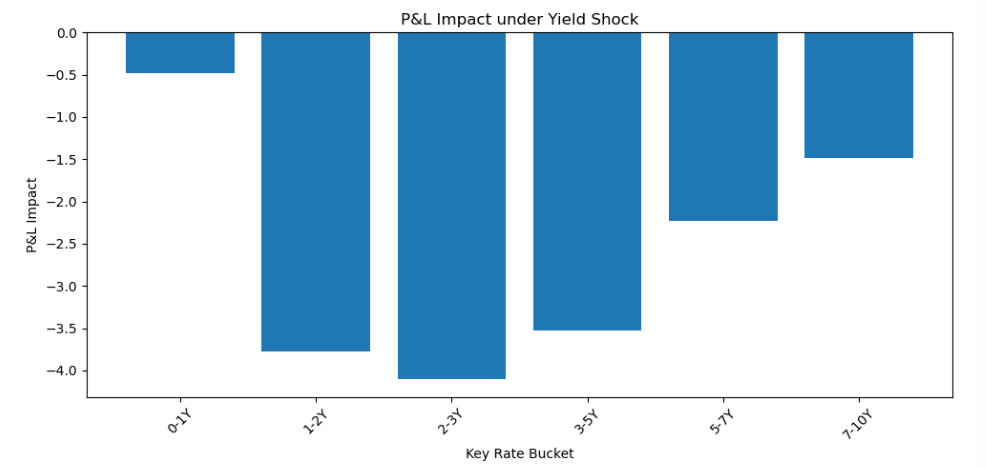 P&L Impact under Yield Shock
0.0
−0.5
−1.0
−1.5
−2.0
−2.5
−3.0
−3.5
−4.0
P&L Impact
0-1Y
1-2Y
2-3Y
3-5Y
5-7Y
7-10Y
Key Rate Bucket